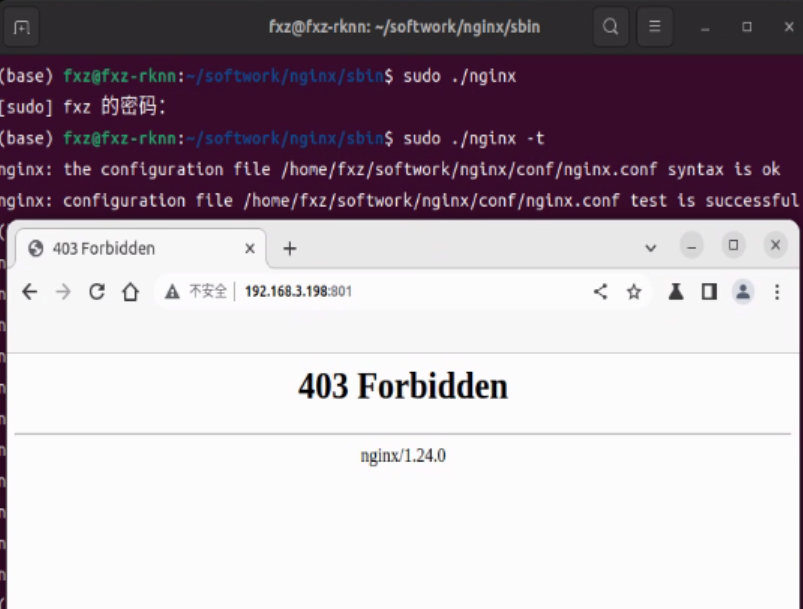 fxz@fxz-rknn: ~/softwork/nginx/sbin
(base) fxz@fxz-rknn:~/softwork/nginx/sbin$ sudo ./nginx
[sudo] fxz 的密码：
(base) fxz@fxz-rknn:~/softwork/nginx/sbin$ sudo ./nginx -t
nginx: the configuration file /home/fxz/softwork/nginx/conf/nginx.conf syntax is ok
nginx: configuration file /home/fxz/softwork/nginx/conf/nginx.conf test is successful
403 Forbidden
不安全 192.168.3.198:801
403 Forbidden
nginx/1.24.0